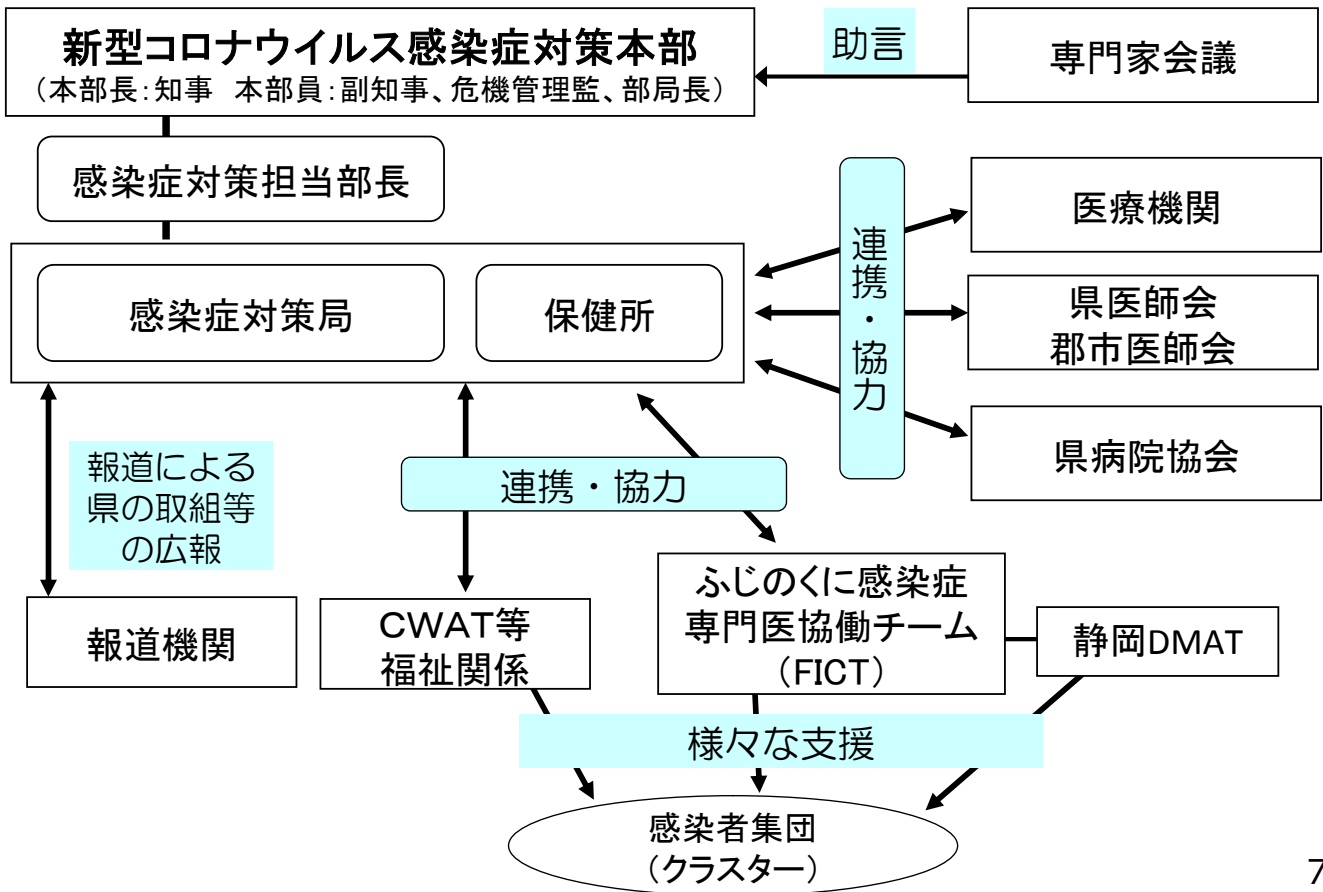 新型コロナウイルス感染症対策本部
（本部長：知事 本部員：副知事、危機管理監、部局長）
助言
専門家会議
感染症対策担当部長
感染症対策局
保健所
連携・協力
医療機関
県医師会
郡市医師会
県病院協会
報道による
県の取組等
の広報
連携・協力
報道機関
CWAT等
福祉関係
ふじのくに感染症
専門医協働チーム
（FICT）
静岡DMAT
様々な支援
感染者集団
（クラスター）
7